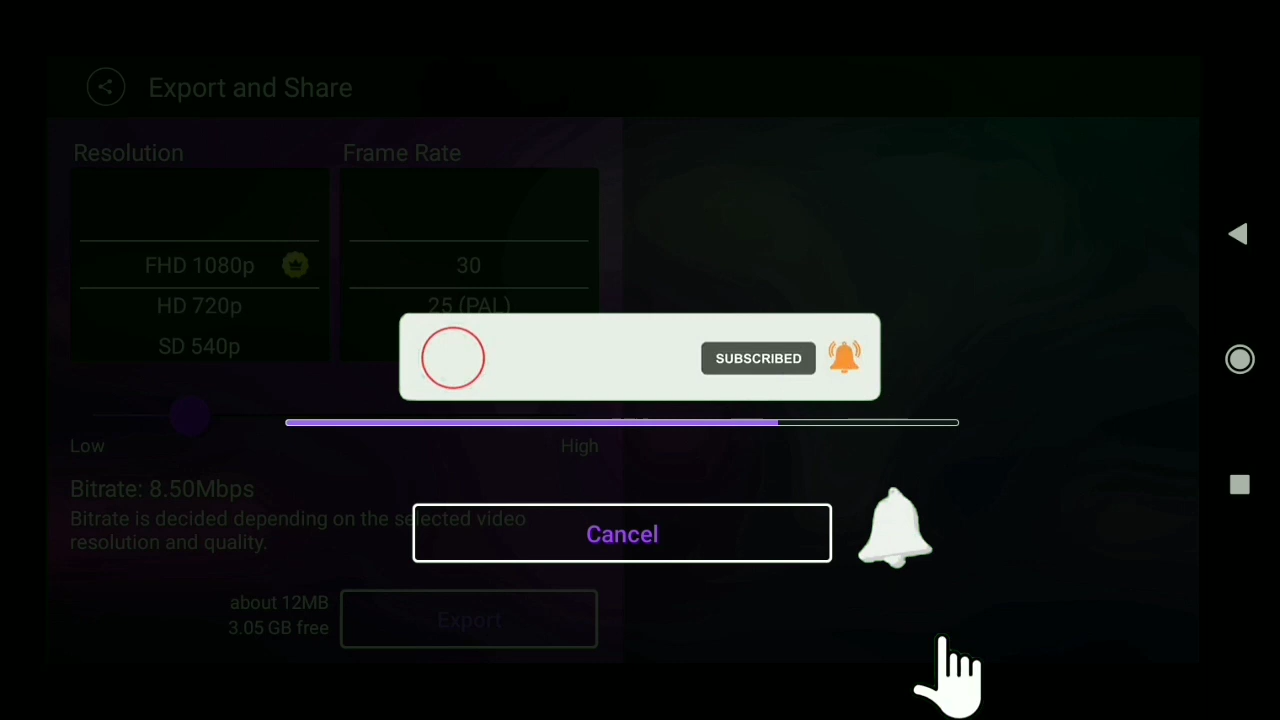 Export and Share
Resolution
Frame Rate
FHD 1080p
30
HD 720p
25 (PAL)
SD 540p
SUBSCRIBED
Low
High
Bitrate: 8.50Mbps
Bitrate is decided depending on the selected video
resolution and quality.
Cancel
about 12MB
3.05 GB free
Export